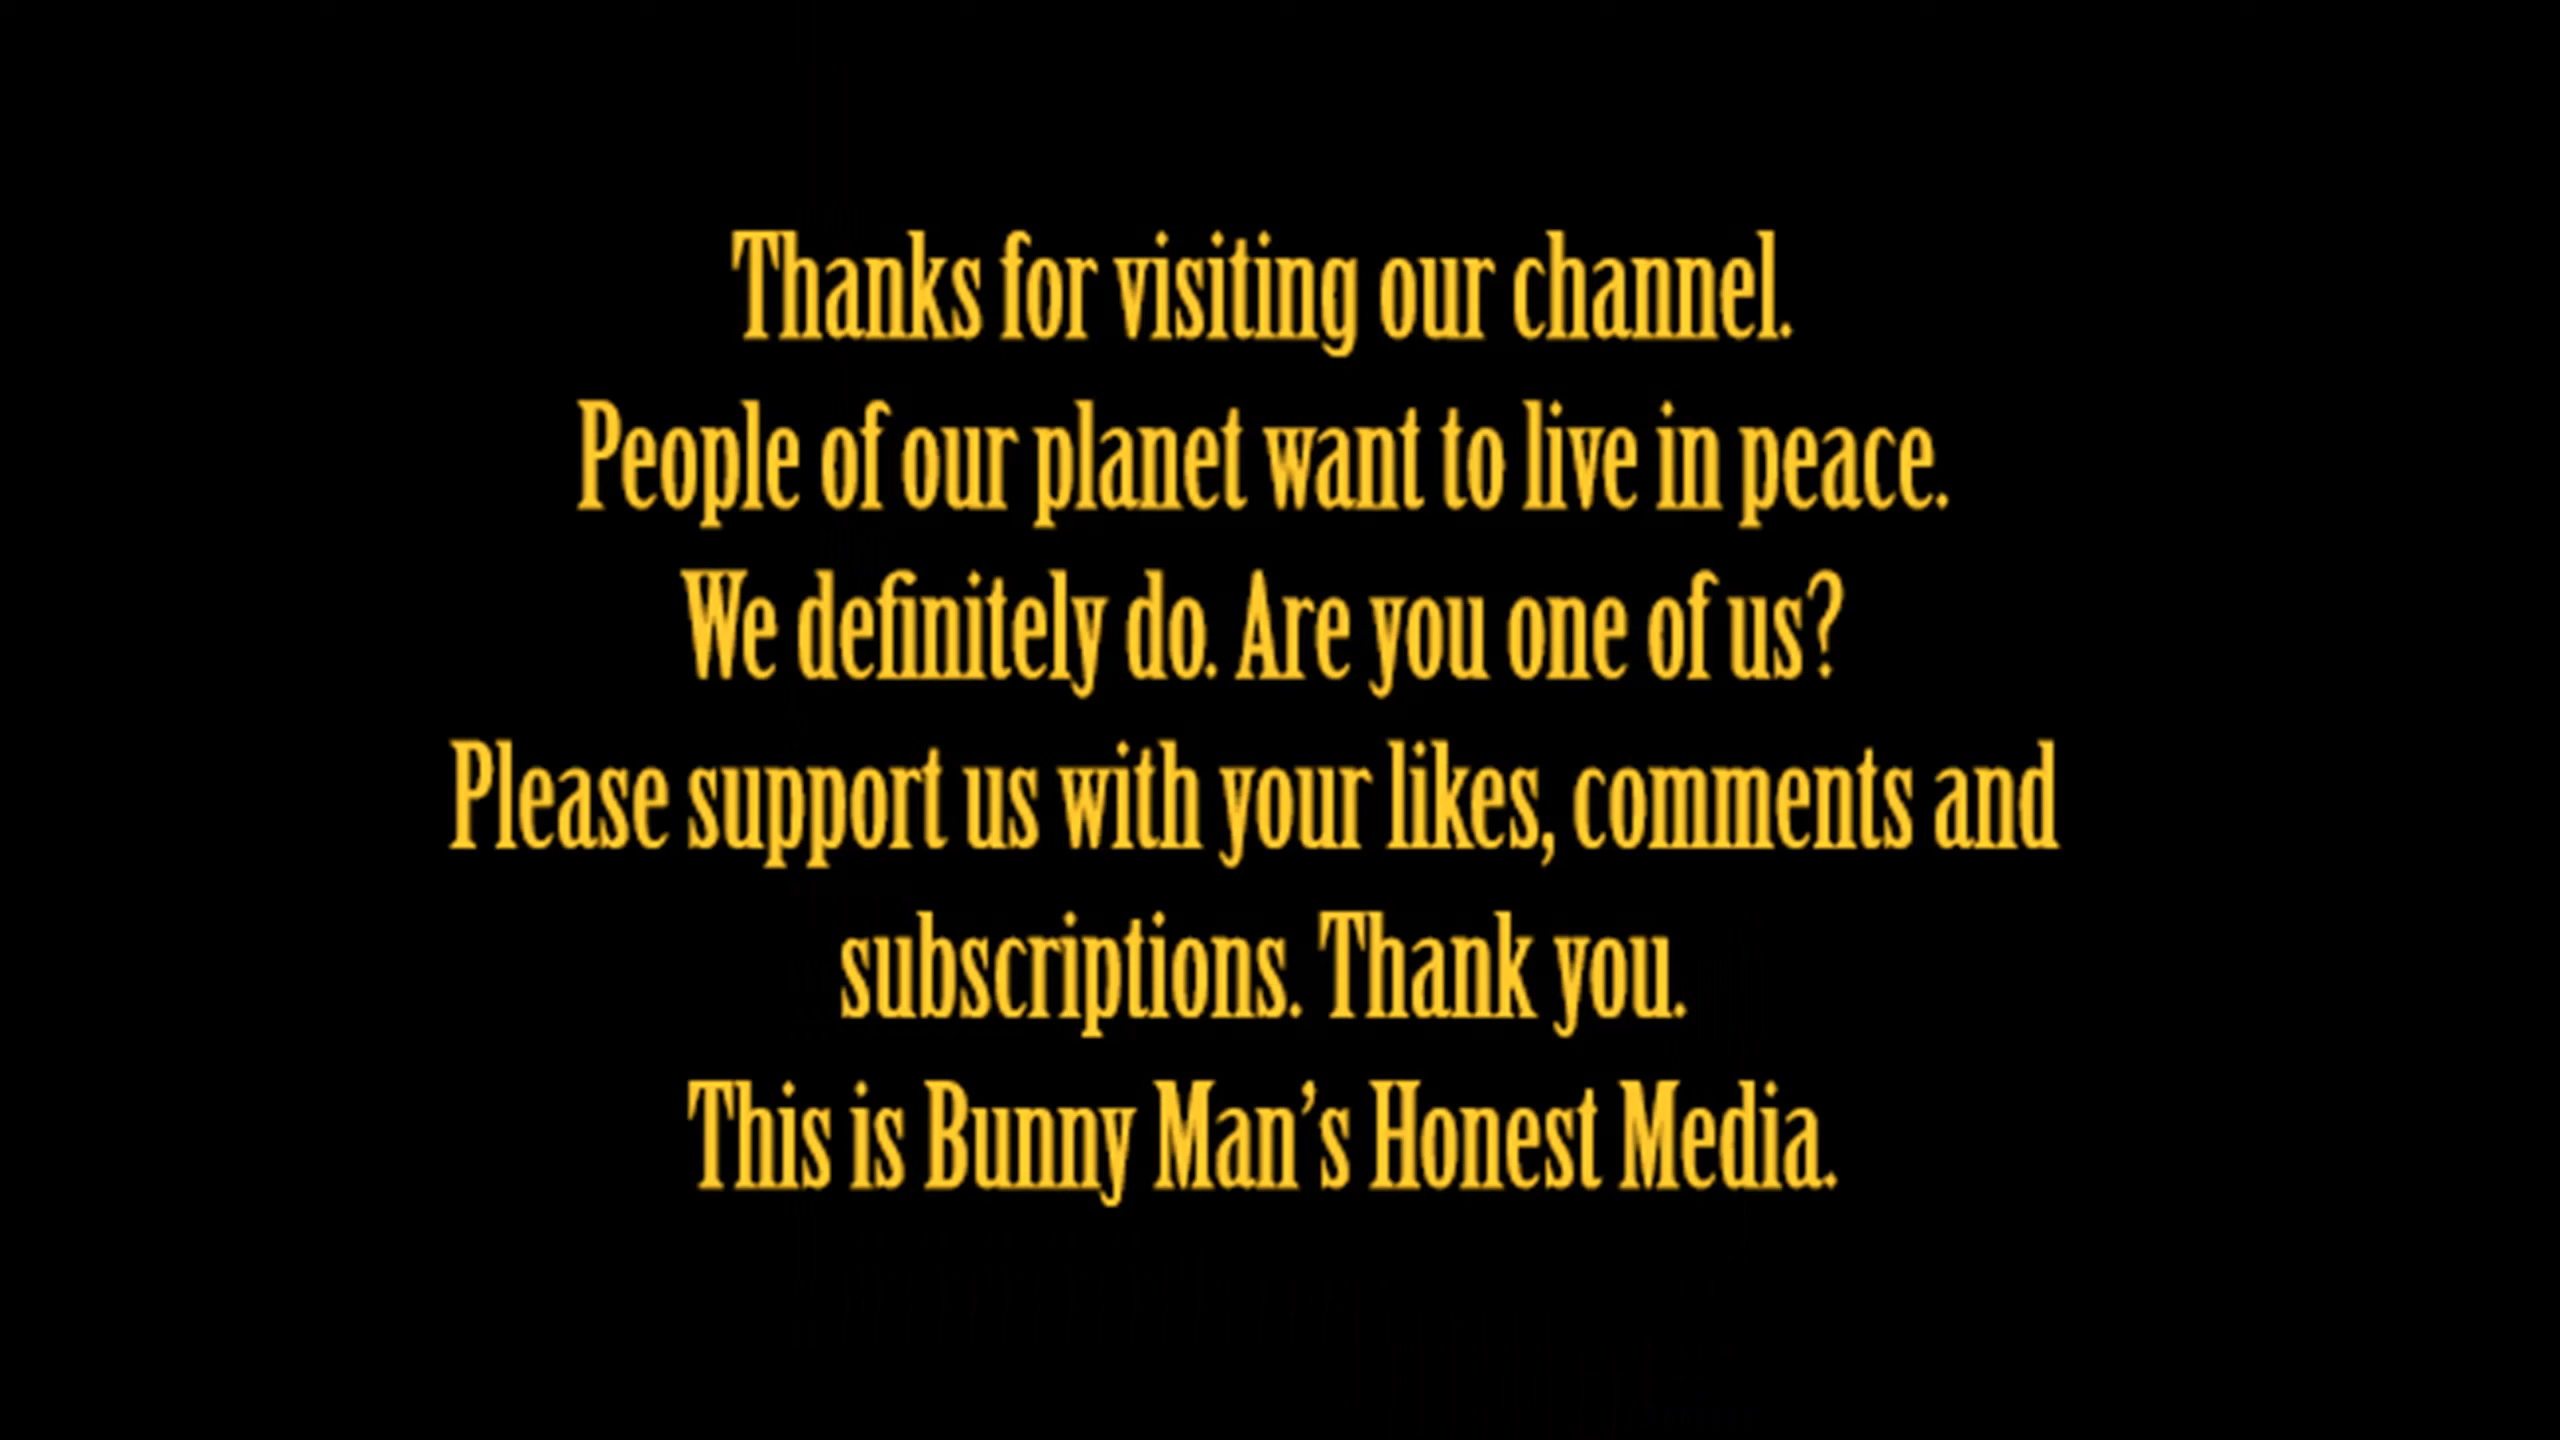 Thanks for visiting our channel.
People of our planet want to live in peace.
We definitely do. Are you one of us?
Please support us with your likes, comments and
subscriptions. Thank you.
This is Bunny Man’s Honest Media.